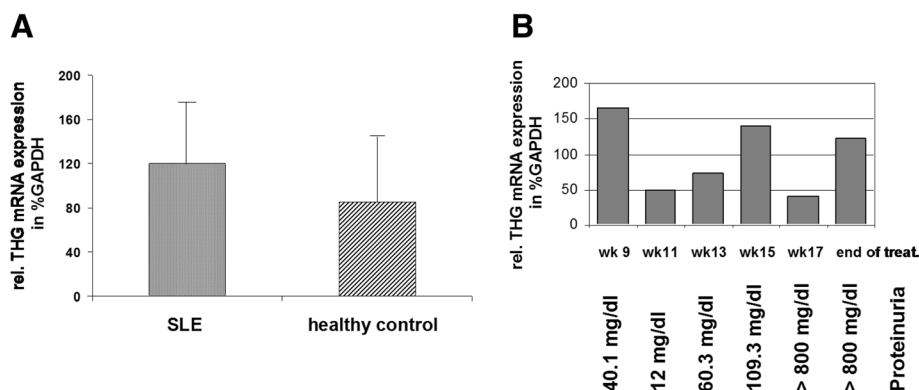 A
rel. THG mRNA expression
in %GAPDH
200
160
120
80
40
0
SLE
healthy control
B
rel. THG mRNA expression
in %GAPDH
200
150
100
50
0
wk 9
wk11
wk13
wk15
wk17
end of treat.
40.1 mg/dl
12 mg/dl
60.3 mg/dl
109.3 mg/dl
> 800 mg/dl
> 800 mg/dl
Proteinuria